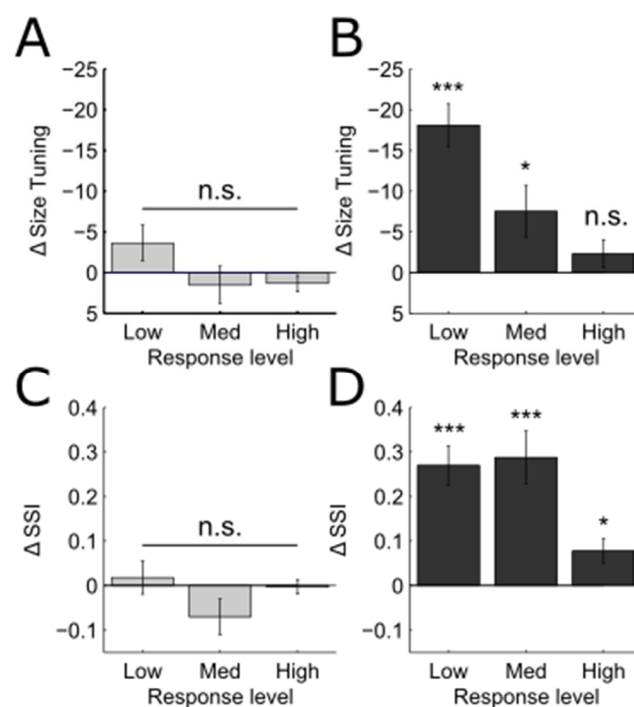 A
Δ Size Tuning
−25
−20
−15
−10
−5
0
5
n.s.
Low Med High
Response level
B
Δ Size Tuning
−25
−20
−15
−10
−5
0
5
***
*
n.s.
Low Med High
Response level
C
Δ SSI
0.4
0.3
0.2
0.1
0
−0.1
n.s.
Low Med High
Response level
D
Δ SSI
0.4
0.3
0.2
0.1
0
−0.1
***
***
*
Low Med High
Response level